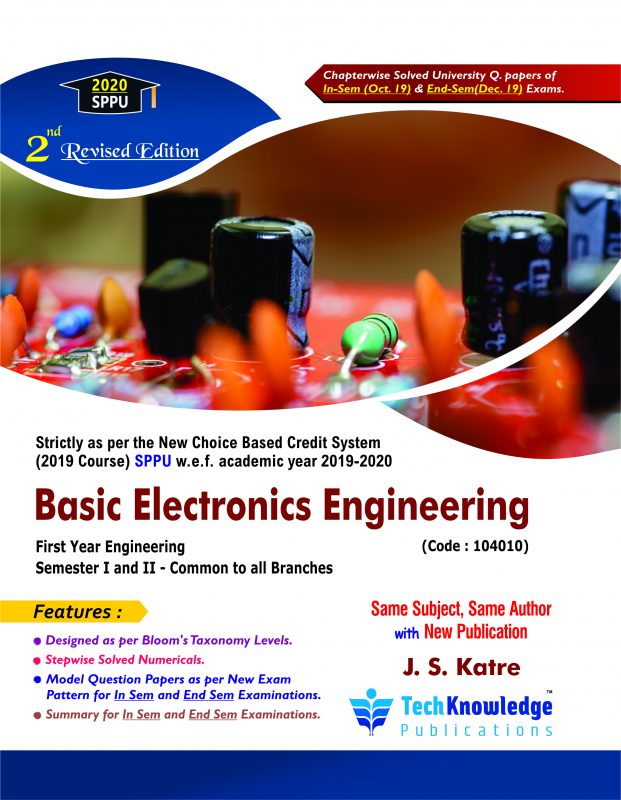 2020
SPPU
2nd Revised Edition
Chapterwise Solved University Q. papers of
In-Sem (Oct. 19) & End-Sem(Dec. 19) Exams.
Strictly as per the New Choice Based Credit System
(2019 Course) SPPU w.e.f. academic year 2019-2020
Basic Electronics Engineering
(Code : 104010)
First Year Engineering
Semester I and II - Common to all Branches
Features :
Designed as per Bloom's Taxonomy Levels.
Stepwise Solved Numericals.
Model Question Papers as per New Exam
Pattern for In Sem and End Sem Examinations.
Summary for In Sem and End Sem Examinations.
Same Subject, Same Author
with New Publication
J. S. Katre
TechKnowledge™
Publications